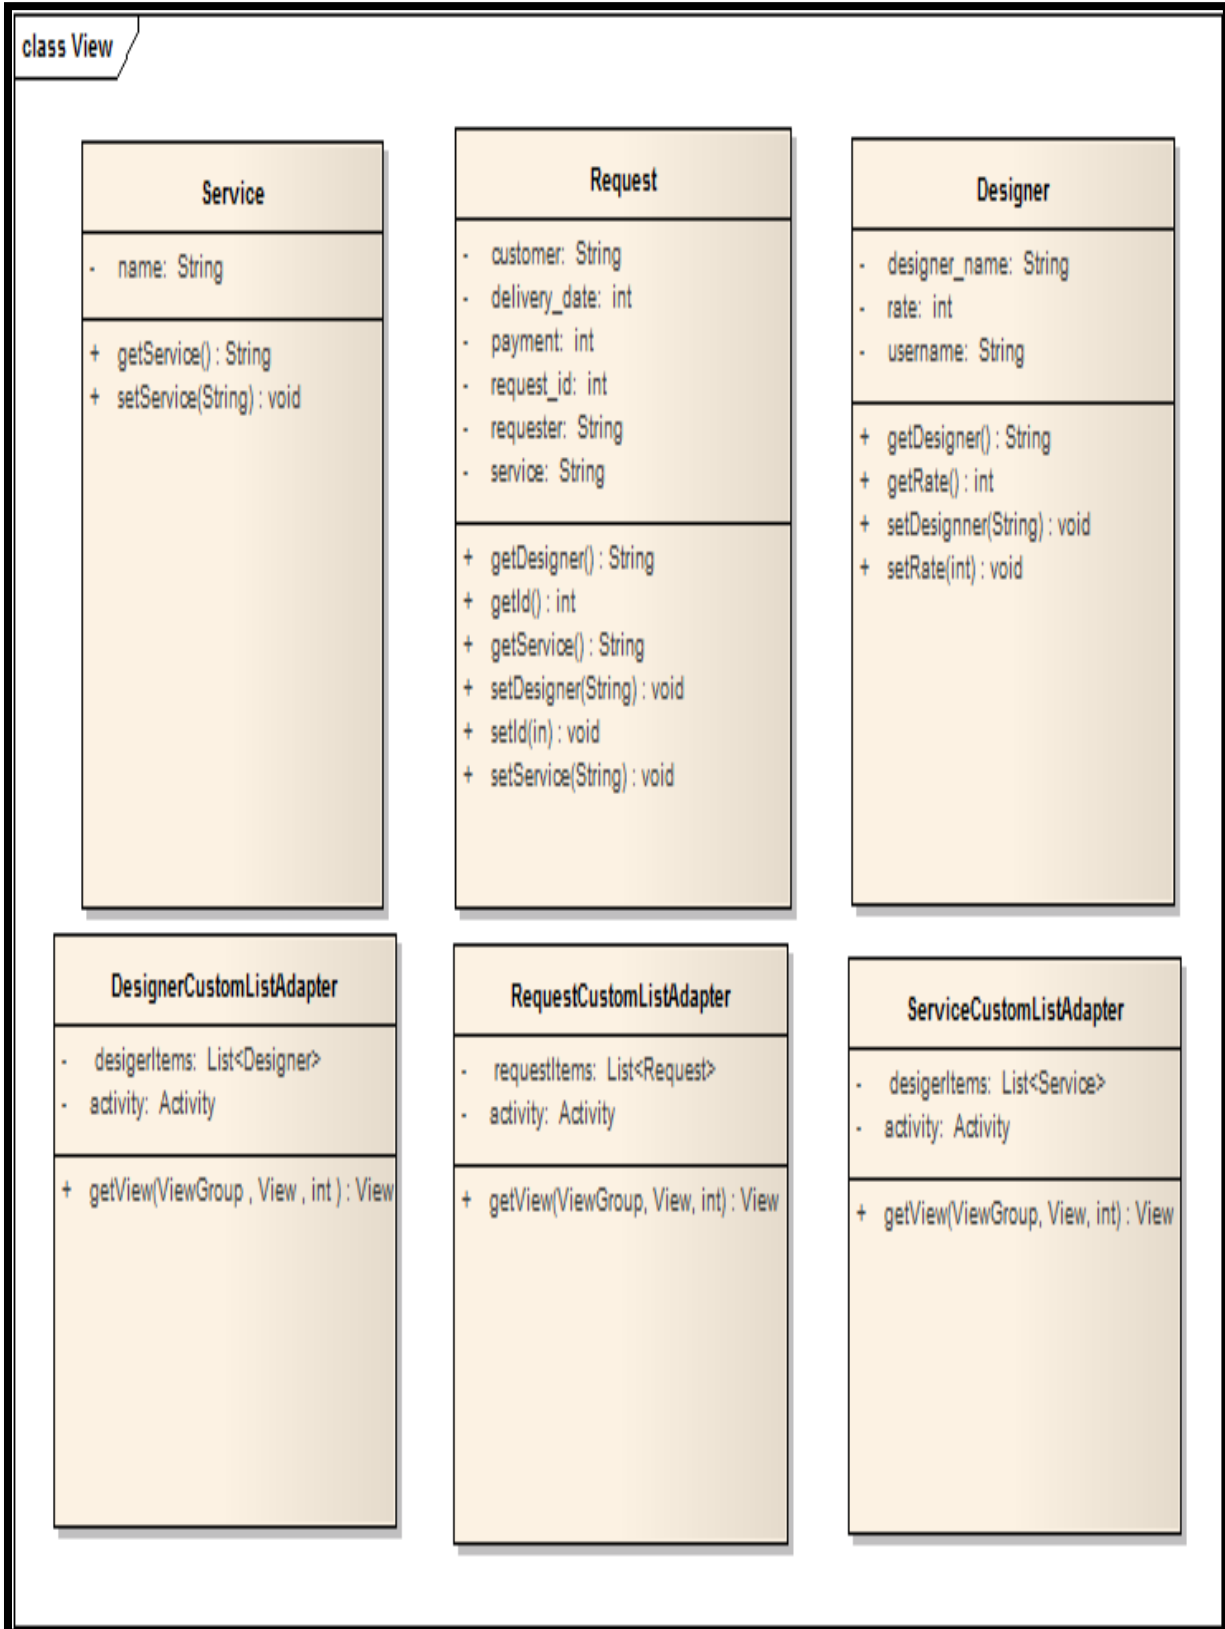 class View
Service
- name: String
+ getService() : String
+ setService(String) : void
Request
- customer: String
- delivery_date: int
- payment: int
- request_id: int
- requester: String
- service: String
+ getDesigner() : String
+ getId() : int
+ getService() : String
+ setDesigner(String) : void
+ setId(in) : void
+ setService(String) : void
Designer
- designer_name: String
- rate: int
- username: String
+ getDesigner() : String
+ getRate() : int
+ setDesignner(String) : void
+ setRate(int) : void
DesignerCustomListAdapter
- desigerItems: List<Designer>
- activity: Activity
+ getView(ViewGroup , View , int ) : View
RequestCustomListAdapter
- requestItems: List<Request>
- activity: Activity
+ getView(ViewGroup, View, int) : View
ServiceCustomListAdapter
- desigerItems: List<Service>
- activity: Activity
+ getView(ViewGroup, View, int) : View